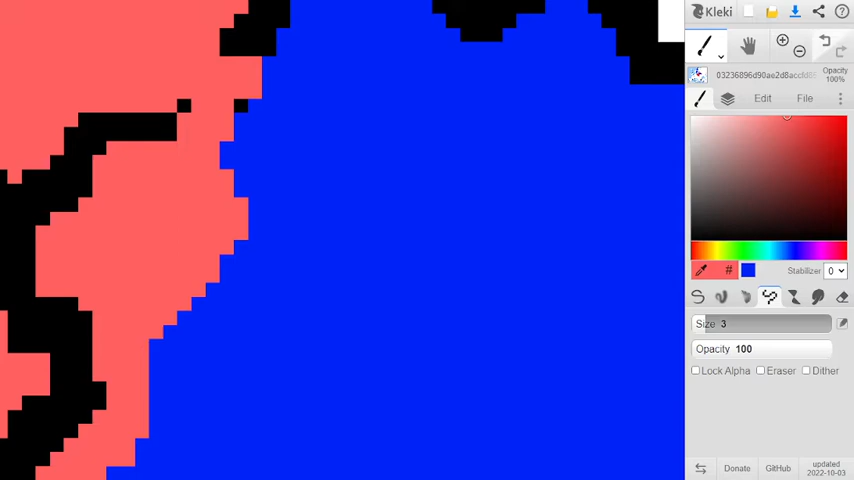 Kleki
Opacity
100%
Edit File
Stabilizer 0
#
Size 3
Opacity 100
Lock Alpha Eraser Dither
Donate GitHub updated
2022-10-03